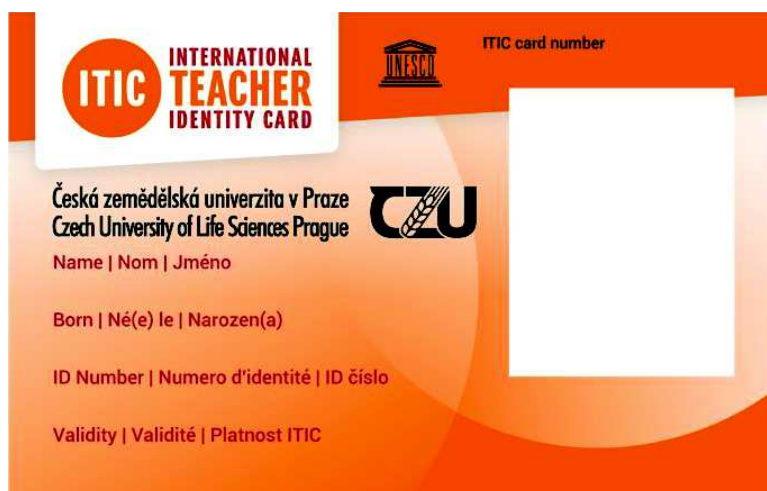 ITIC
INTERNATIONAL
TEACHER
IDENTITY CARD
UNESCO
ITIC card number
Česká zemědělská univerzita v Praze
Czech University of Life Sciences Prague
CZU
Name | Nom | Jméno
Born | Né(e) le | Narozen(a)
ID Number | Numero d'identité | ID číslo
Validity | Validité | Platnost ITIC